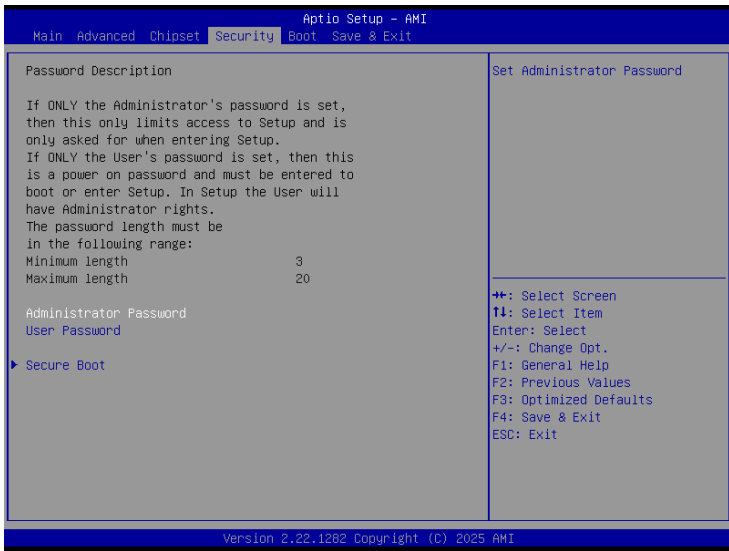 Aptio Setup – AMI
Main Advanced Chipset Security Boot Save & Exit
Password Description
If ONLY the Administrator's password is set,
then this only limits access to Setup and is
only asked for when entering Setup.
If ONLY the User's password is set, then this
is a power on password and must be entered to
boot or enter Setup. In Setup the User will
have Administrator rights.
The password length must be
in the following range:
Minimum length 3
Maximum length 20
Administrator Password
User Password
Secure Boot
Set Administrator Password
→←: Select Screen
↑↓: Select Item
Enter: Select
+/-: Change Opt.
F1: General Help
F2: Previous Values
F3: Optimized Defaults
F4: Save & Exit
ESC: Exit
Version 2.22.1282 Copyright (C) 2025 AMI